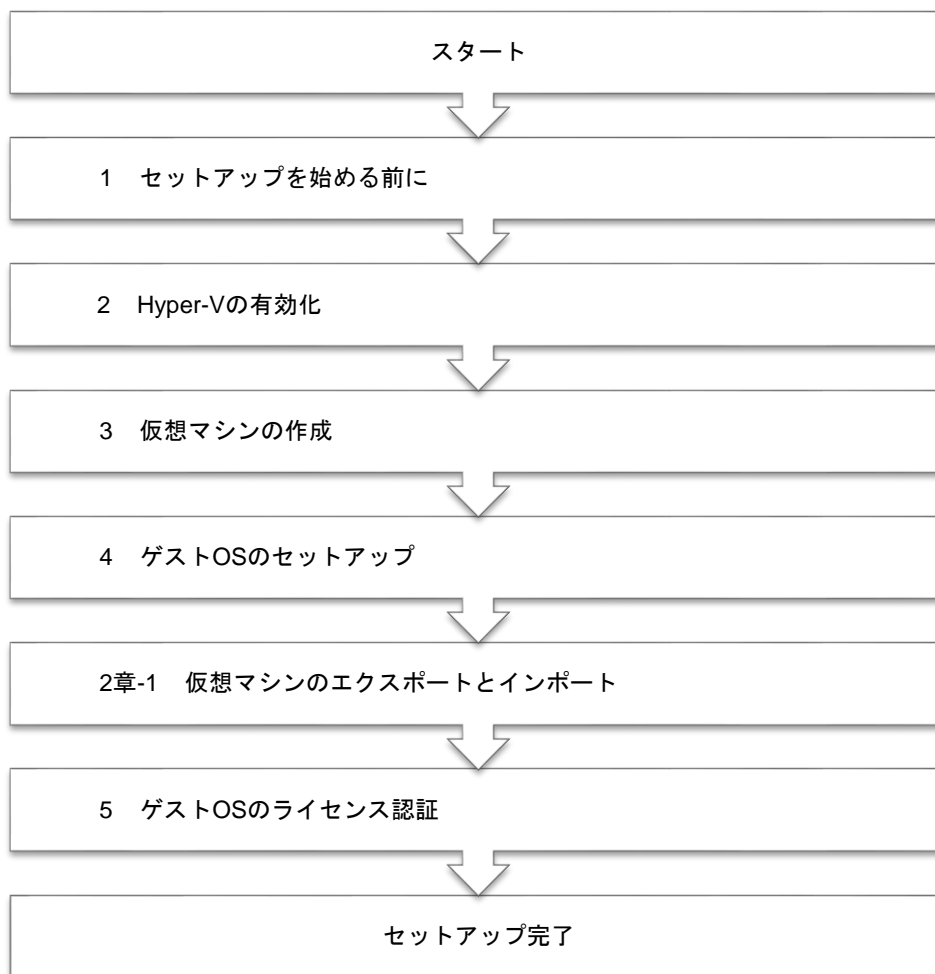 スタート
1 セットアップを始める前に
2 Hyper-Vの有効化
3 仮想マシンの作成
4 ゲストOSのセットアップ
2章-1 仮想マシンのエクスポートとインポート
5 ゲストOSのライセンス認証
セットアップ完了